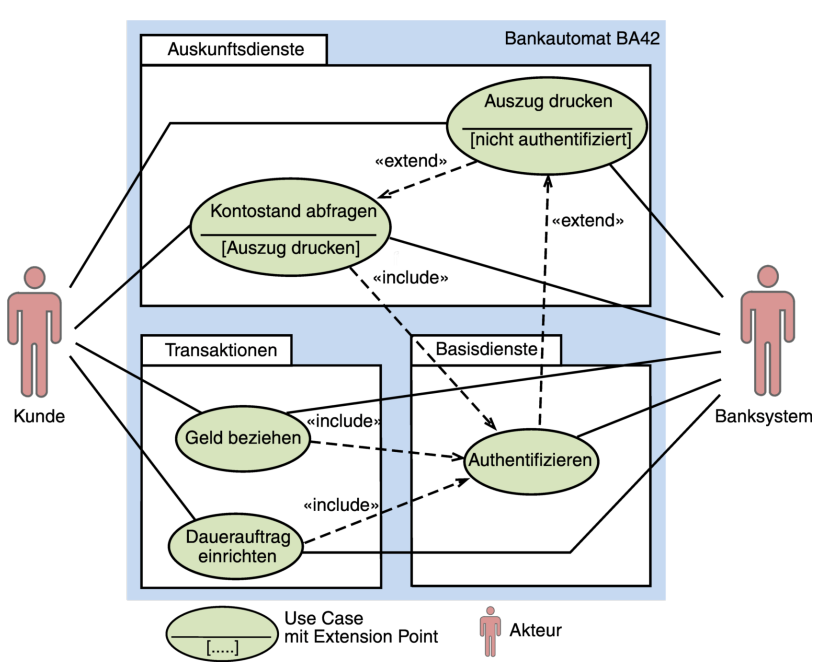 Bankautomat BA42
Auskunftsdienste
Auszug drucken
[nicht authentifiziert]
«extend»
Kontostand abfragen
[Auszug drucken]
«extend»
«include»
Transaktionen
Basisdienste
Kunde
Banksystem
Geld beziehen
«include»
Authentifizieren
«include»
Dauerauftrag
einrichten
Use Case
mit Extension Point
[.....]
Akteur